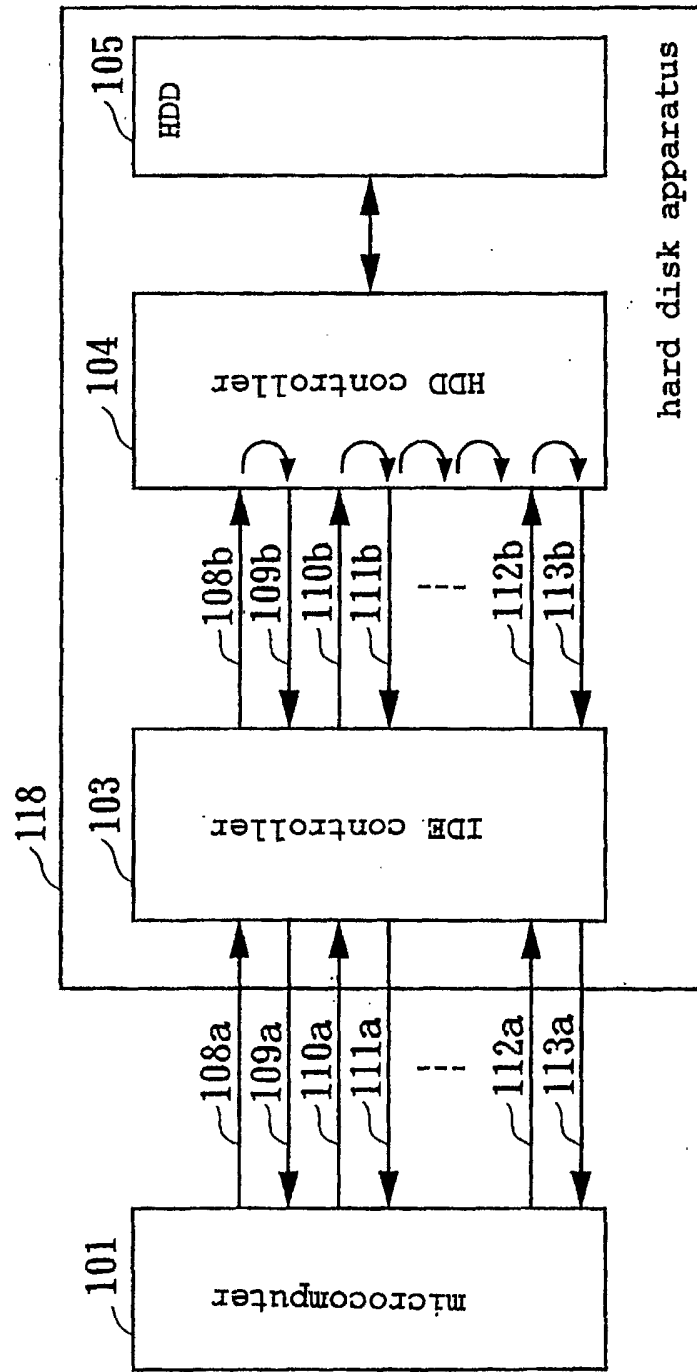 118
101
microcomputer
108a
109a
110a
111a
112a
113a
103
IDE controller
108b
109b
110b
111b
112b
113b
104
HDD controller
105
HDD
hard disk apparatus